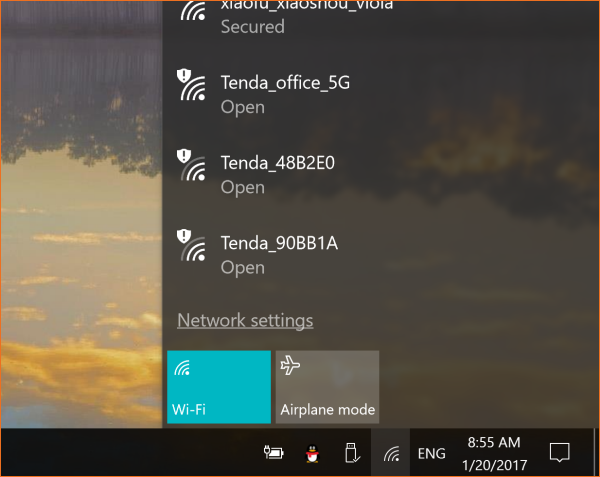 xiaofu_xiaoshou_viola
Secured
Tenda_office_5G
Open
Tenda_48B2E0
Open
Tenda_90BB1A
Open
Network settings
Wi-Fi
Airplane mode
ENG
8:55 AM
1/20/2017